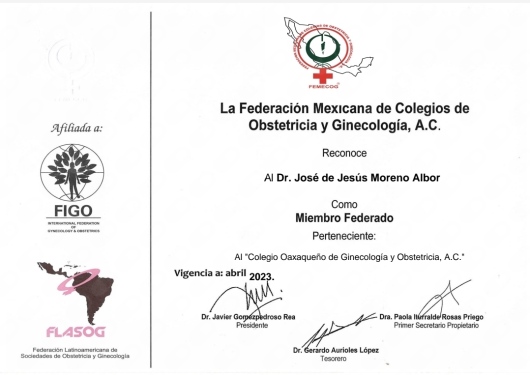 FEMECOG
La Federación Mexicana de Colegios de
Obstetricia y Ginecología, A.C.
Reconoce
Al Dr. José de Jesús Moreno Albor
Como
Miembro Federado
Perteneciente:
Al "Colegio Oaxaqueño de Ginecología y Obstetricia, A.C."
Vigencia a: abril 2023.
Dr. Javier Gomezpedroso Rea
Presidente
Dra. Paola Iturralde Rosas Priego
Primer Secretario Propietario
Dr. Gerardo Aurioles López
Tesorero
Afiliada a:
FIGO
INTERNATIONAL FEDERATION
OF
GYNECOLOGY & OBSTETRICS
FLASOG
Federación Latinoamericana de
Sociedades de Obstetricia y Ginecología